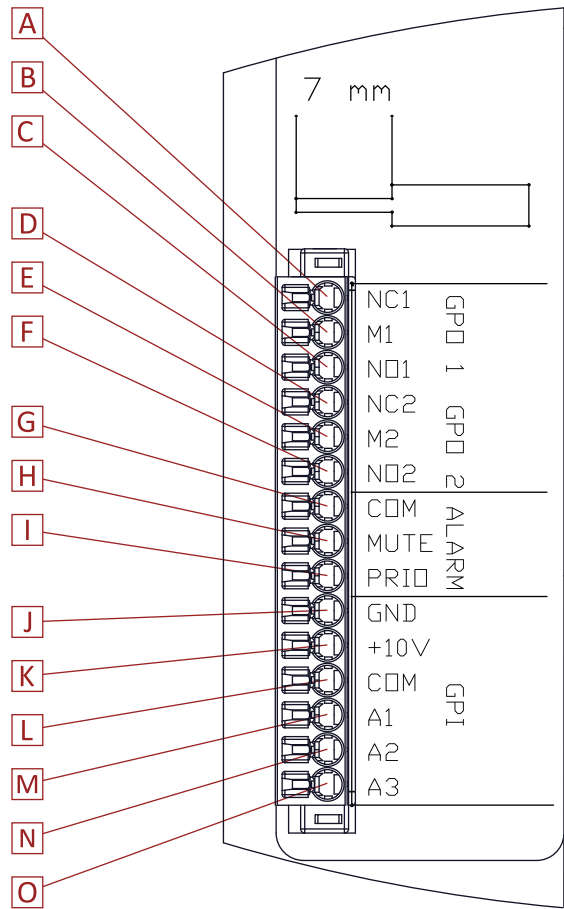 A
B
C
D
E
F
G
H
I
J
K
L
M
N
O
7 mm
NC1
M1
NO1
NC2
M2
NO2
COM
MUTE
PRIO
GND
+10V
COM
A1
A2
A3
GPO 1
GPO 2
ALARM
GPI